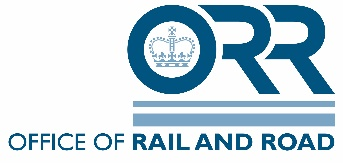 ORR
OFFICE OF RAIL AND ROAD